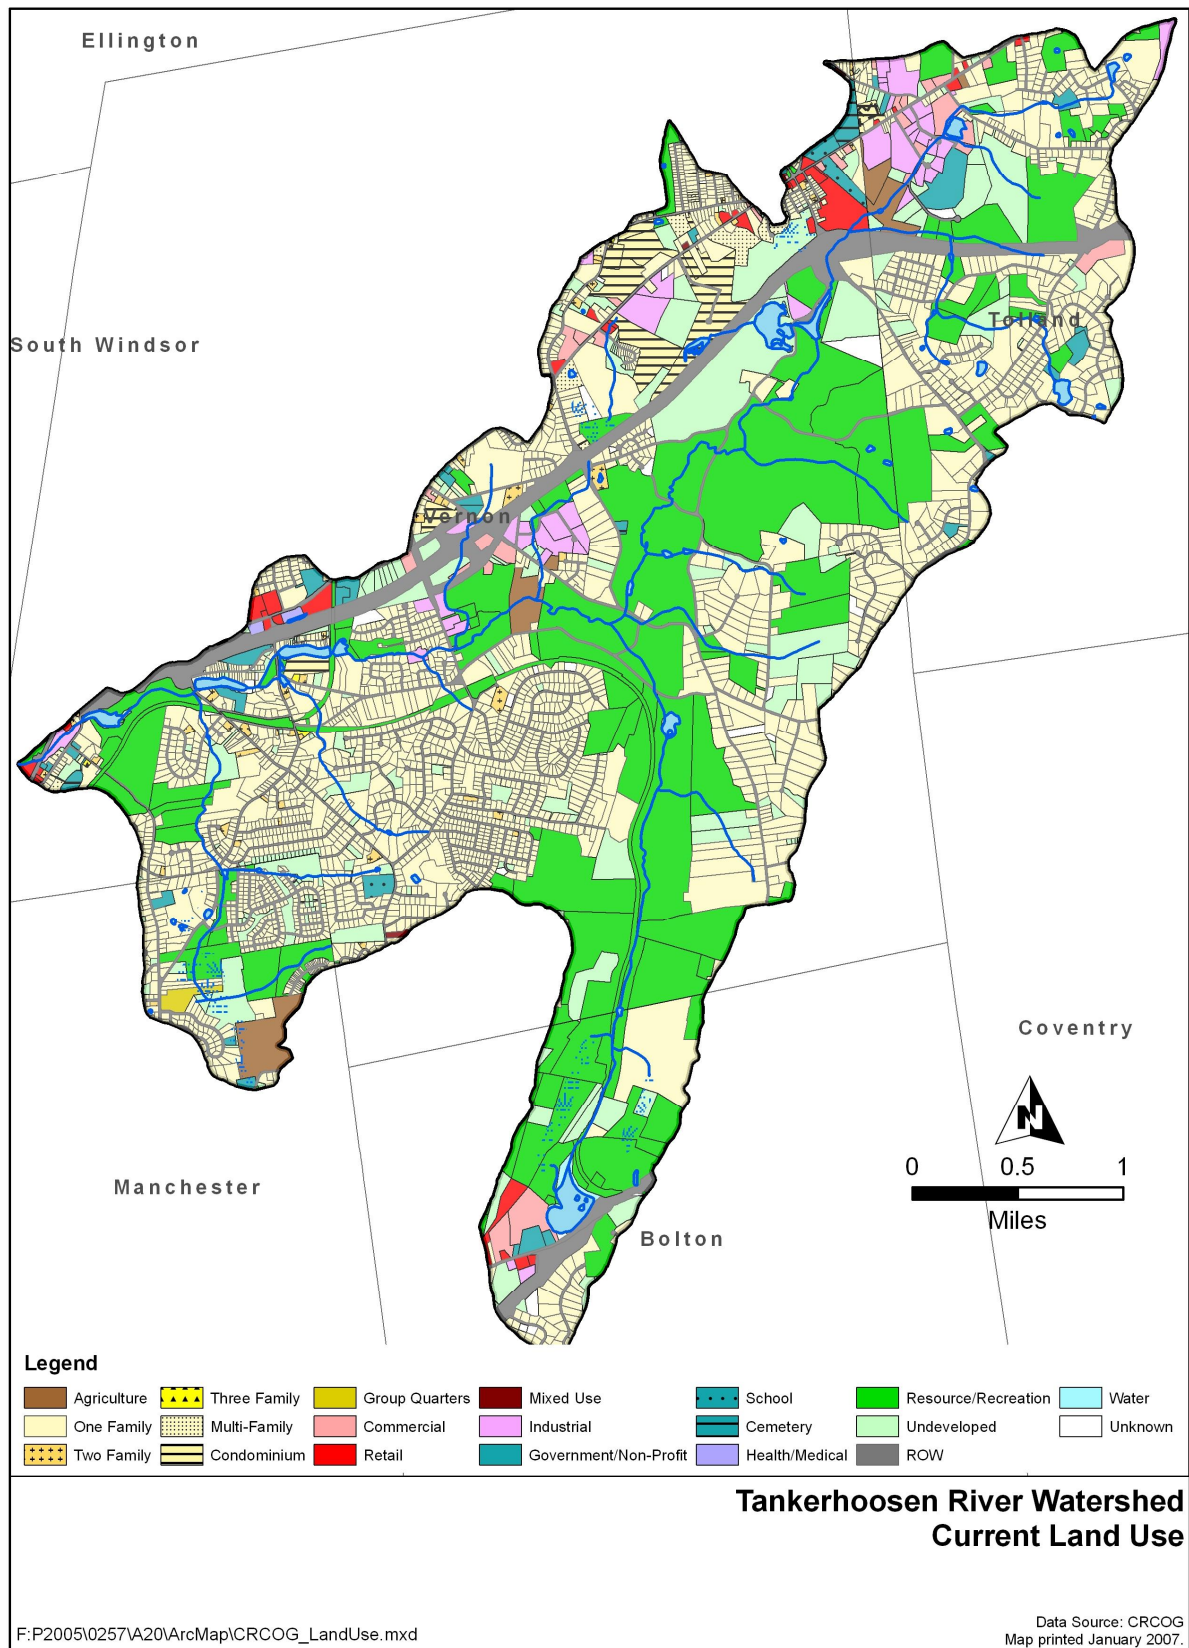 Ellington
South Windsor
Tolland
Vernon
Coventry
Manchester
Bolton
N
0 0.5 1
Miles
Legend
Agriculture Three Family Group Quarters Mixed Use School Resource/Recreation Water
One Family Multi-Family Commercial Industrial Cemetery Undeveloped Unknown
Two Family Condominium Retail Government/Non-Profit Health/Medical ROW
Tankerhoosen River Watershed
Current Land Use
F:P2005\0257\A20\ArcMap\CRCOG_LandUse.mxd
Data Source: CRCOG
Map printed January 2007.